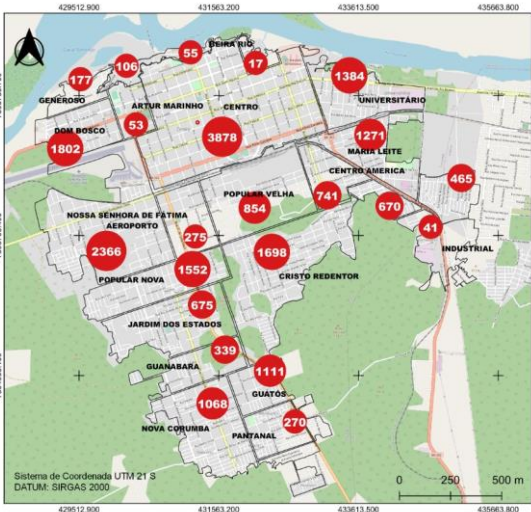 429512.900 431563.200 433613.500 435663.800
BEIRA RIO
55
17
106
1384
177
GENEROSO
ARTUR MARINHO
CENTRO
UNIVERSITÁRIO
DOM BOSCO
53
3878
1271
1802
MARIA LEITE
CENTRO AMERICA
465
POPULAR VELHA
741
670
854
NOSSA SENHORA DE FÁTIMA
AEROPORTO
275
41
2366
1698
INDUSTRIAL
1552
CRISTO REDENTOR
POPULAR NOVA
675
JARDIM DOS ESTADOS
339
GUANABARA
1111
GUATÓS
1068
NOVA CORUMBA
270
PANTANAL
Sistema de Coordenada UTM 21 S
DATUM: SIRGAS 2000
0 250 500 m
429512.900 431563.200 433613.500 435663.800